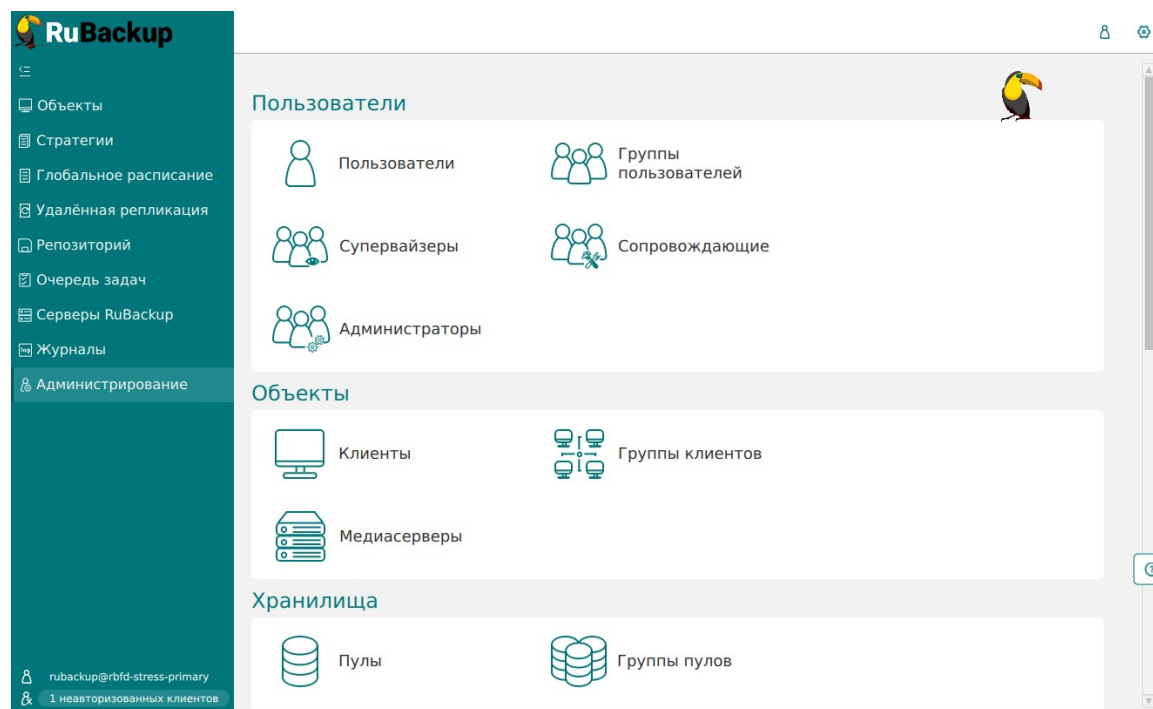 RuBackup
Объекты
Стратегии
Глобальное расписание
Удалённая репликация
Репозиторий
Очередь задач
Серверы RuBackup
log Журналы
Администрирование
rubackup@rbfd-stress-primary
1 неавторизованных клиентов
Пользователи
Пользователи
Группы
пользователей
Супервайзеры
Сопровождающие
Администраторы
Объекты
Клиенты
Группы клиентов
Медиасерверы
Хранилища
Пулы
Группы пулов